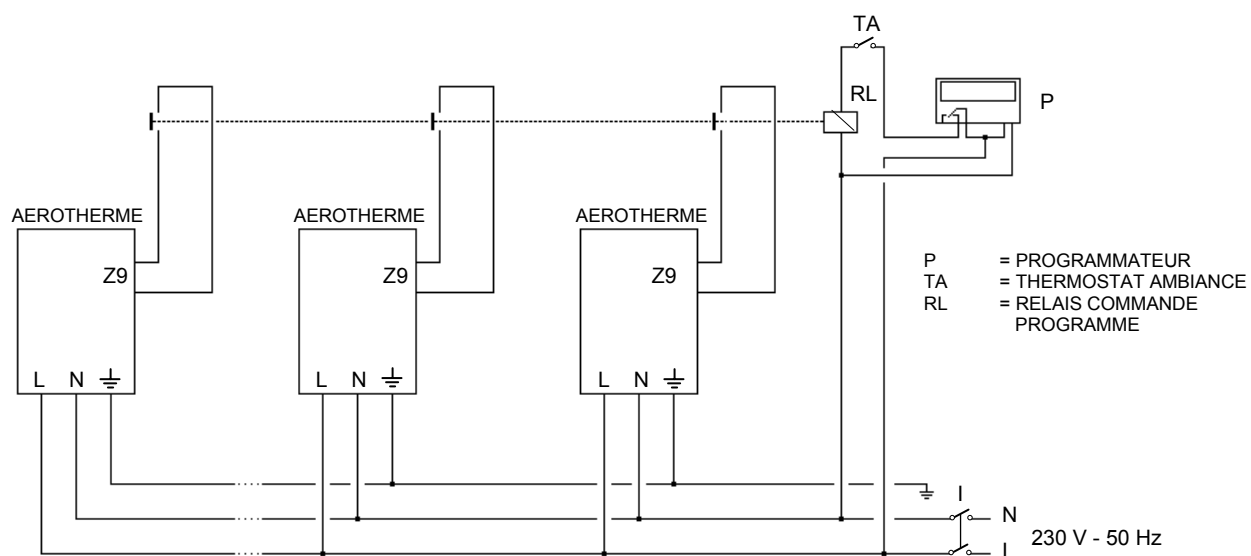 TA
RL
P
AEROTHERME
AEROTHERME
AEROTHERME
Z9
Z9
Z9
P = PROGRAMMATEUR
TA = THERMOSTAT AMBIANCE
RL = RELAIS COMMANDE
PROGRAMME
L N
L N
L N
I
N
230 V - 50 Hz
L